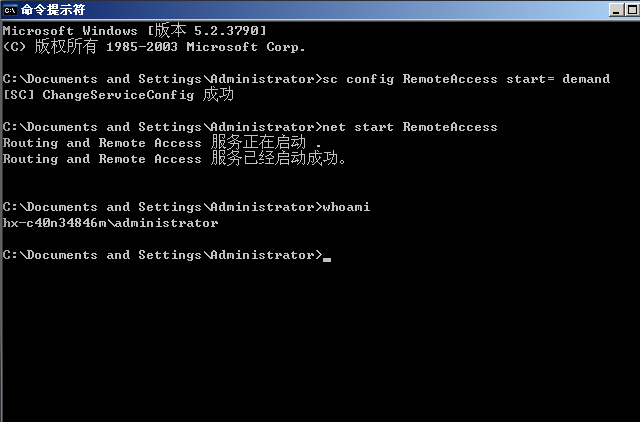 命令提示符
Microsoft Windows [版本 5.2.3790]
(C) 版权所有 1985-2003 Microsoft Corp.
C:\Documents and Settings\Administrator>sc config RemoteAccess start= demand
[SC] ChangeServiceConfig 成功
C:\Documents and Settings\Administrator>net start RemoteAccess
Routing and Remote Access 服务正在启动 .
Routing and Remote Access 服务已经启动成功。
C:\Documents and Settings\Administrator>whoami
hx-c40n34846m\administrator
C:\Documents and Settings\Administrator>